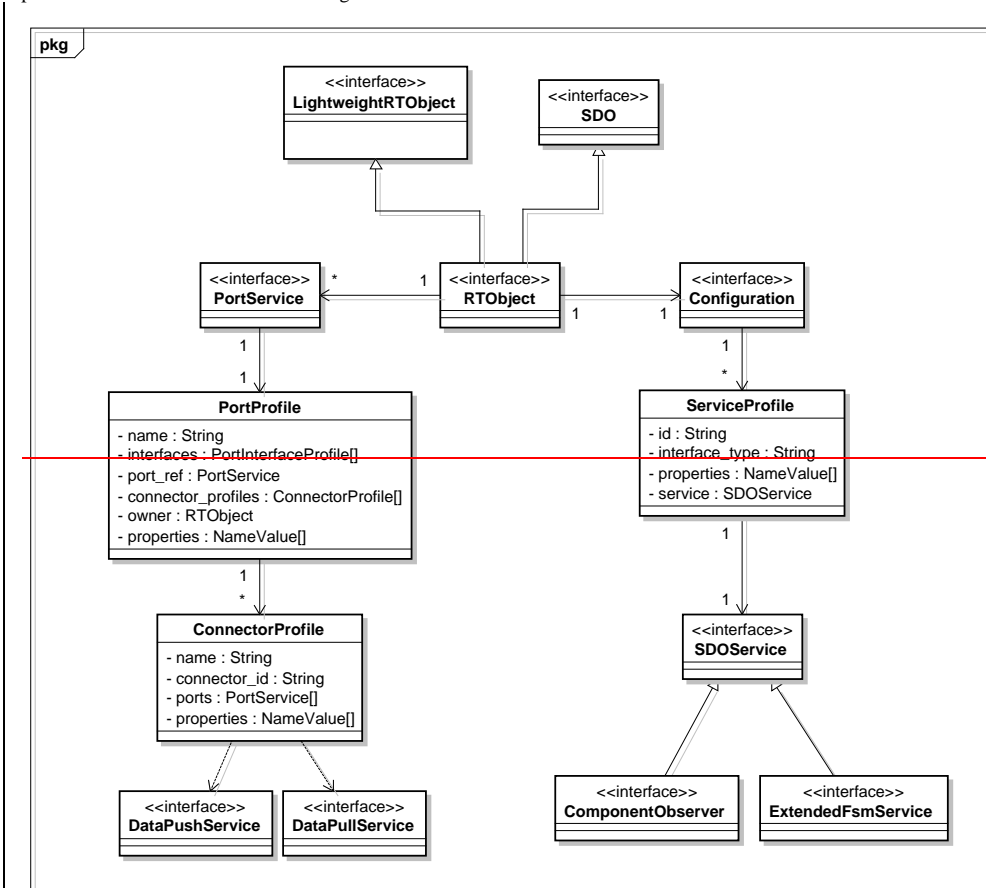 pkg
<<interface>>
LightweightRTObject
<<interface>>
SDO
<<interface>>
PortService
*
1
<<interface>>
RTObject
1
1
<<interface>>
Configuration
1
1
1
*
PortProfile
- name : String
- interfaces : PortInterfaceProfile[]
- port_ref : PortService
- connector_profiles : ConnectorProfile[]
- owner : RTObject
- properties : NameValue[]
ServiceProfile
- id : String
- interface_type : String
- properties : NameValue[]
- service : SDOService
1
*
1
1
ConnectorProfile
- name : String
- connector_id : String
- ports : PortService[]
- properties : NameValue[]
<<interface>>
SDOService
<<interface>>
DataPushService
<<interface>>
DataPullService
<<interface>>
ComponentObserver
<<interface>>
ExtendedFsmService